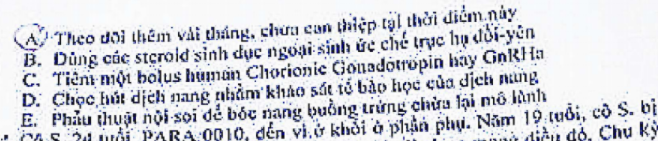 A. Theo dõi thêm vài tháng, chưa can thiệp tại thời điểm này
B. Dùng các steroid sinh dục ngoại sinh ức chế trục hạ đồi-yên
C. Tiêm một bolus human Chorionic Gonadotropin hay GnRHa
D. Chọc hút dịch nang nhằm khảo sát tế bào học của dịch nang
E. Phẫu thuật nội soi để bóc nang buồng trứng chừa lại mô lành
Cô S. 24 tuổi, PARA 0010, đến vì ở khối ở phần phụ. Năm 19 tuổi, cô S. bị
điều đó. Chu kỳ